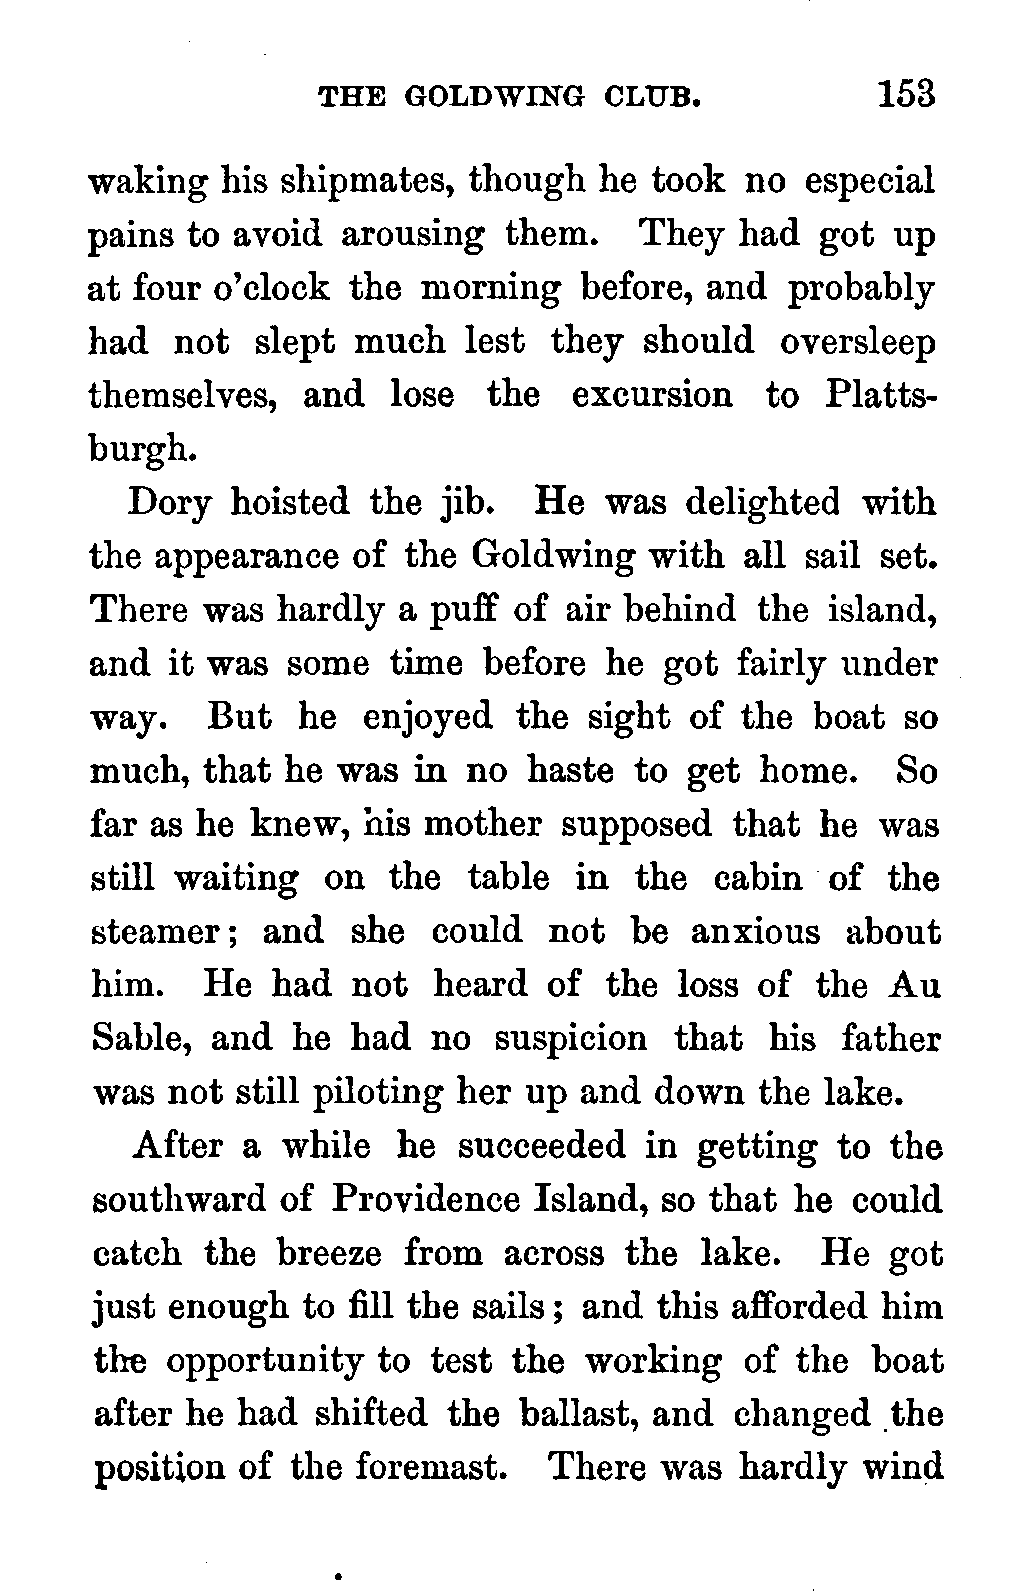 THE GOLDWING CLUB. 153
waking his shipmates, though he took no especial
pains to avoid arousing them. They had got up
at four o'clock the morning before, and probably
had not slept much lest they should oversleep
themselves, and lose the excursion to Platts-
burgh.
Dory hoisted the jib. He was delighted with
the appearance of the Goldwing with all sail set.
There was hardly a puff of air behind the island,
and it was some time before he got fairly under
way. But he enjoyed the sight of the boat so
much, that he was in no haste to get home. So
far as he knew, his mother supposed that he was
still waiting on the table in the cabin of the
steamer; and she could not be anxious about
him. He had not heard of the loss of the Au
Sable, and he had no suspicion that his father
was not still piloting her up and down the lake.
After a while he succeeded in getting to the
southward of Providence Island, so that he could
catch the breeze from across the lake. He got
just enough to fill the sails; and this afforded him
the opportunity to test the working of the boat
after he had shifted the ballast, and changed the
position of the foremast. There was hardly wind